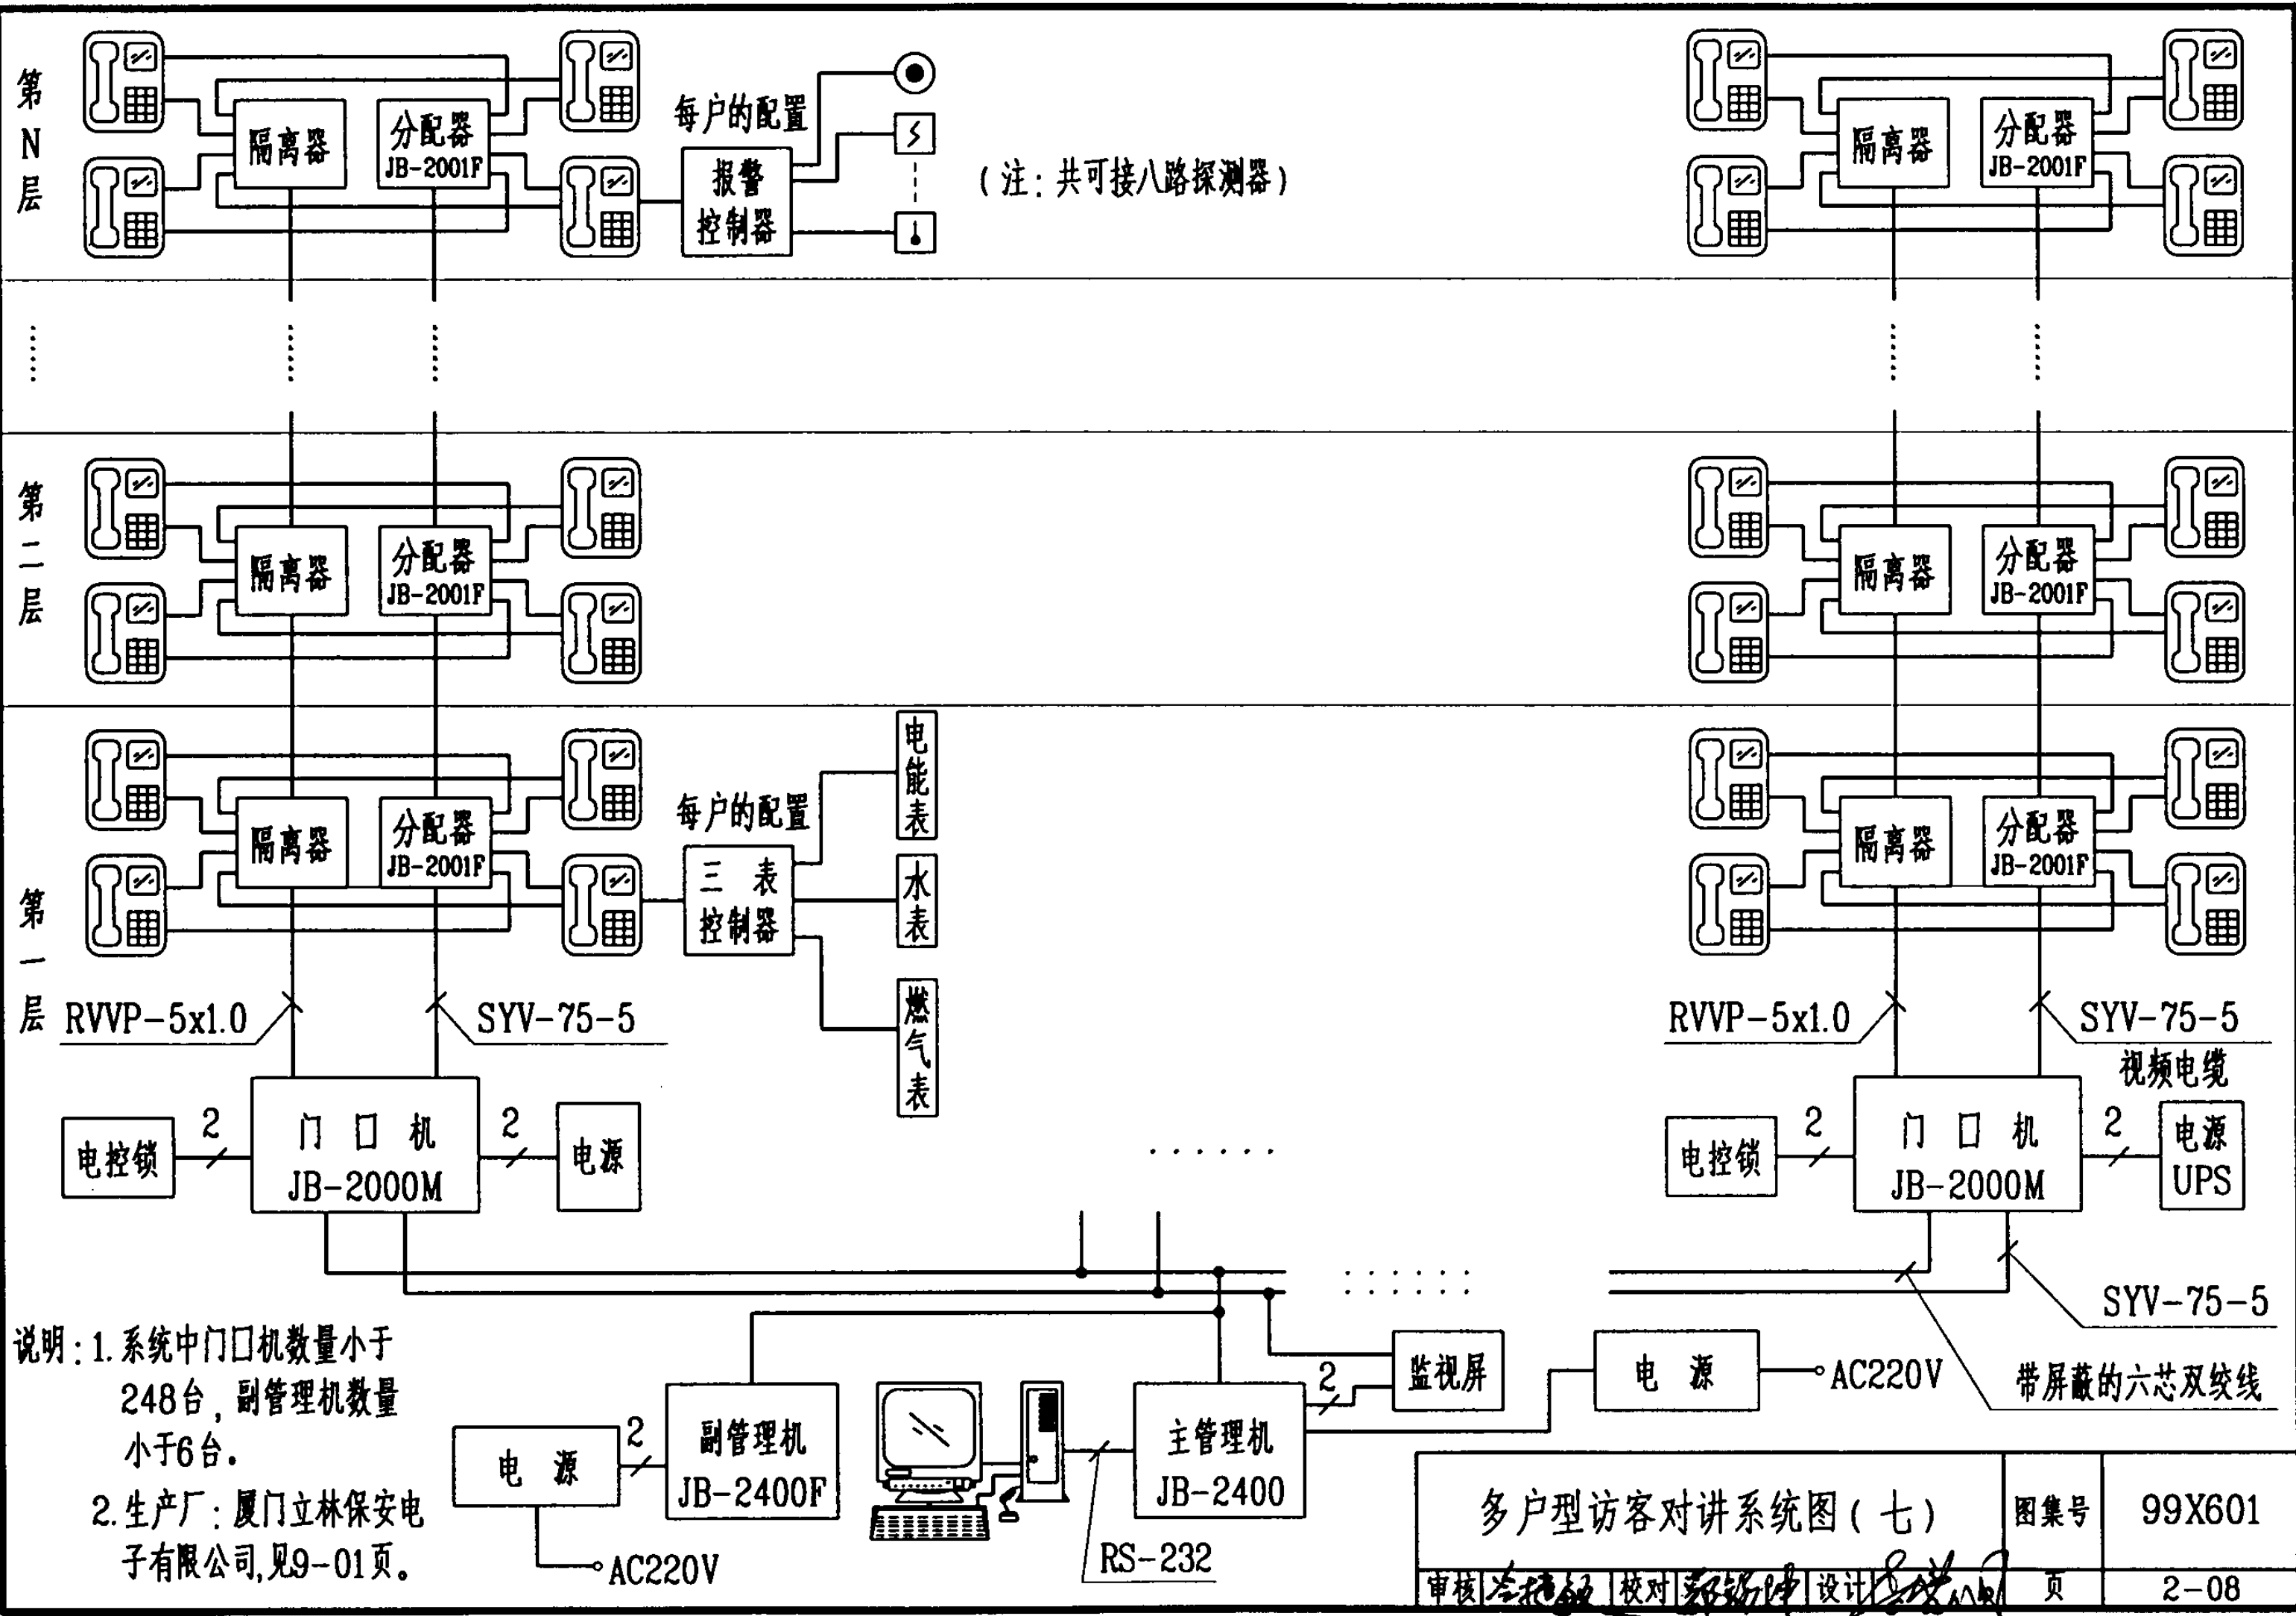 第N层
隔离器
分配器
JB-2001F
每户的配置
报警
控制器
(注:共可接八路探测器)
隔离器
分配器
JB-2001F
……
第二层
隔离器
分配器
JB-2001F
隔离器
分配器
JB-2001F
第一层
隔离器
分配器
JB-2001F
每户的配置
三表
控制器
电能表
水表
燃气表
隔离器
分配器
JB-2001F
RVVP-5x1.0
SYV-75-5
RVVP-5x1.0
SYV-75-5
视频电缆
电控锁
2
门口机
JB-2000M
2
电源
电控锁
2
门口机
JB-2000M
2
电源
UPS
SYV-75-5
带屏蔽的六芯双绞线
说明:1.系统中门口机数量小于
248台,副管理机数量
小于6台。
2.生产厂:厦门立林保安电
子有限公司,见9-01页。
电源
2
副管理机
JB-2400F
AC220V
RS-232
主管理机
JB-2400
2
监视屏
电源
AC220V
多户型访客对讲系统图(七)
图集号
99X601
审核
校对
设计
页
2-08